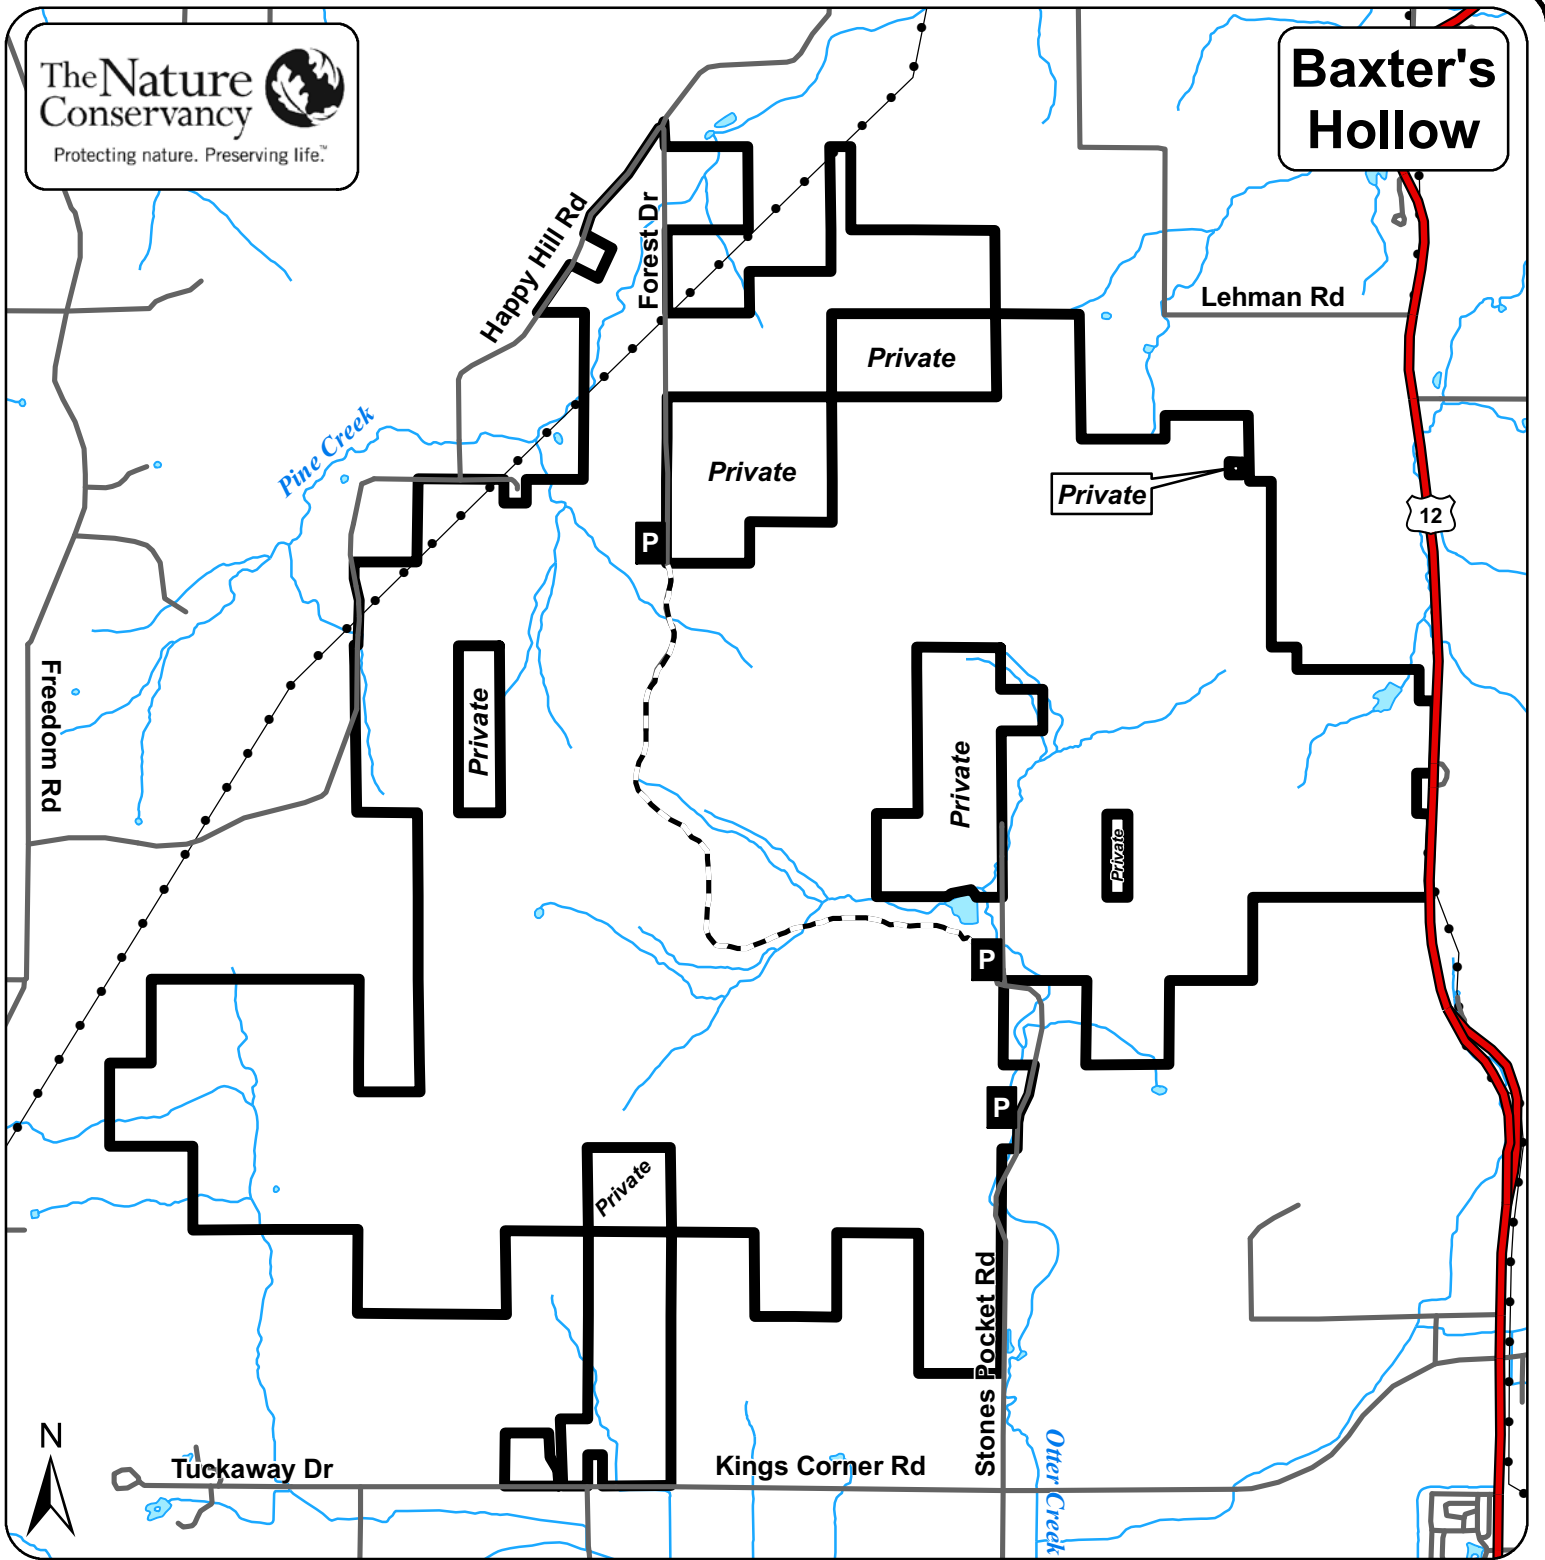 The Nature
Conservancy
Protecting nature. Preserving life.™
Baxter's
Hollow
Happy Hill Rd
Forest Dr
Lehman Rd
Private
Pine Creek
Private
Private
12
P
Freedom Rd
Private
Private
Private
P
P
Private
Stones Pocket Rd
N
Tuckaway Dr
Kings Corner Rd
Otter Creek